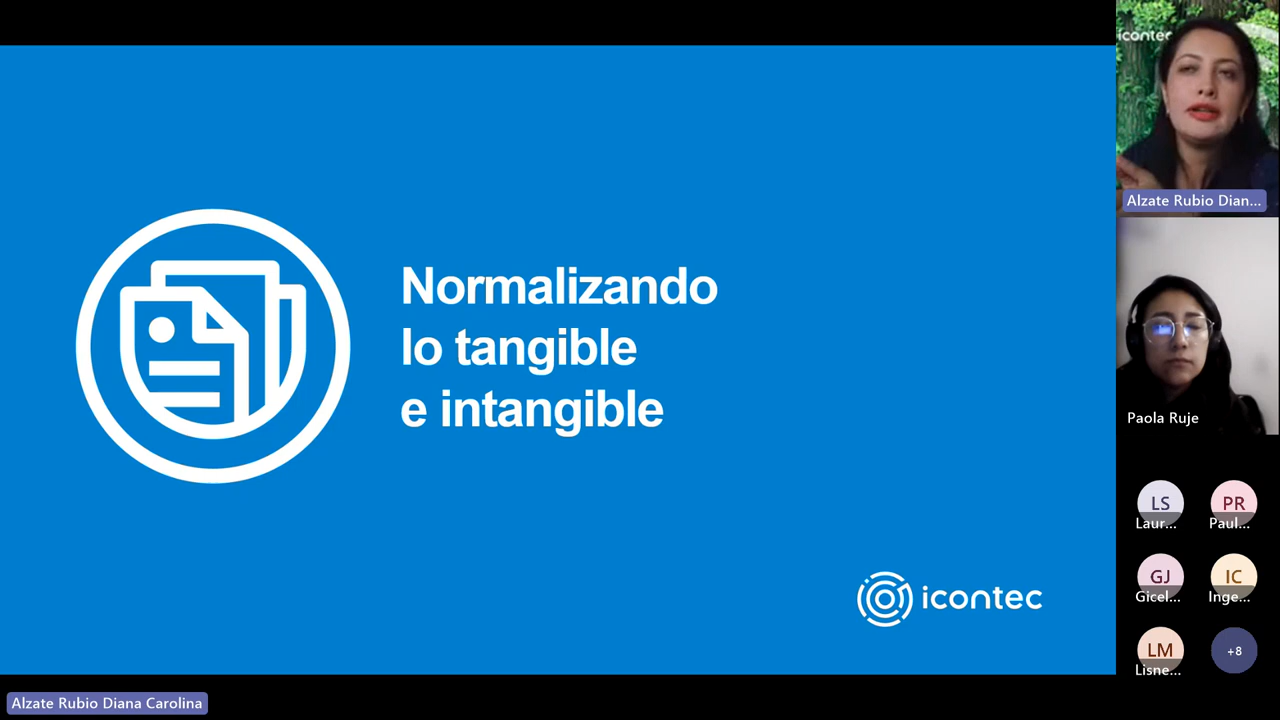 Normalizando
lo tangible
e intangible
icontec
icontec
Alzate Rubio Dian...
Paola Ruje
LS
Laur...
PR
Paul...
GJ
Gicel...
IC
Inge...
LM
Lisne...
+8
Alzate Rubio Diana Carolina